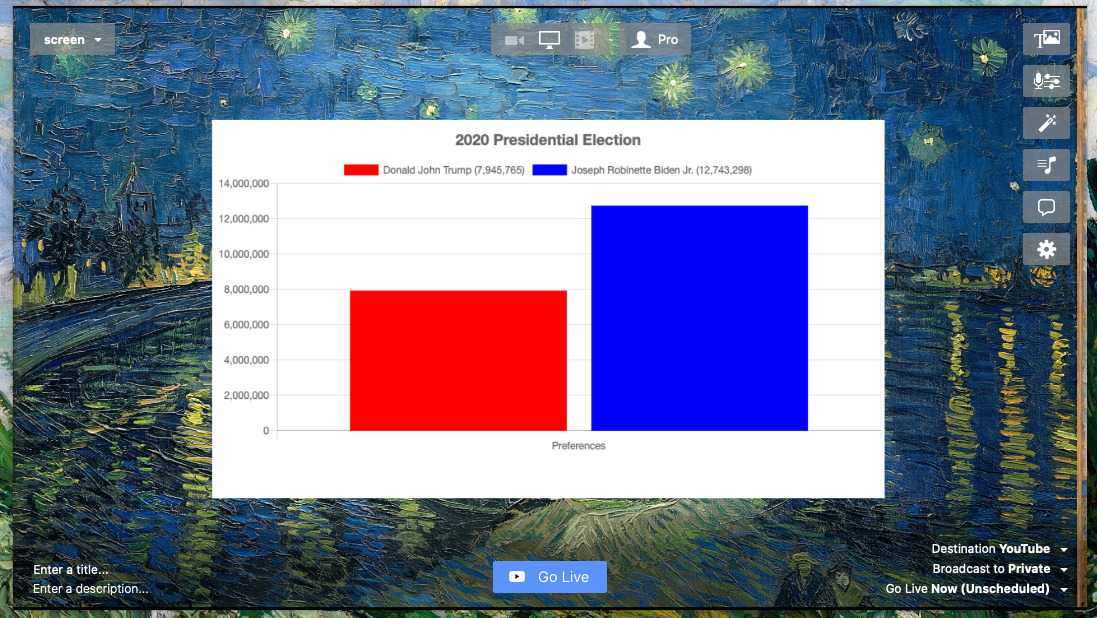 screen
Pro
2020 Presidential Election
Donald John Trump (7,945,765) Joseph Robinette Biden Jr. (12,743,298)
14,000,000
12,000,000
10,000,000
8,000,000
6,000,000
4,000,000
2,000,000
0
Preferences
Destination YouTube
Enter a title...
Broadcast to Private
Go Live
Enter a description...
Go Live Now (Unscheduled)